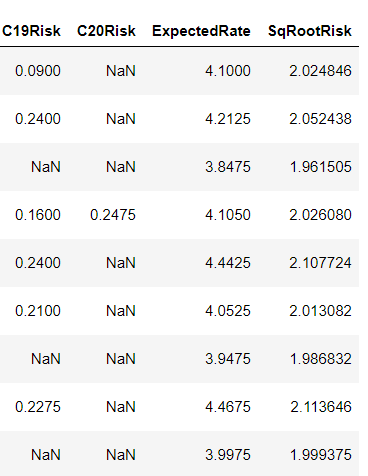 C19Risk C20Risk ExpectedRate SqRootRisk
0.0900 NaN 4.1000 2.024846
0.2400 NaN 4.2125 2.052438
NaN NaN 3.8475 1.961505
0.1600 0.2475 4.1050 2.026080
0.2400 NaN 4.4425 2.107724
0.2100 NaN 4.0525 2.013082
NaN NaN 3.9475 1.986832
0.2275 NaN 4.4675 2.113646
NaN NaN 3.9975 1.999375